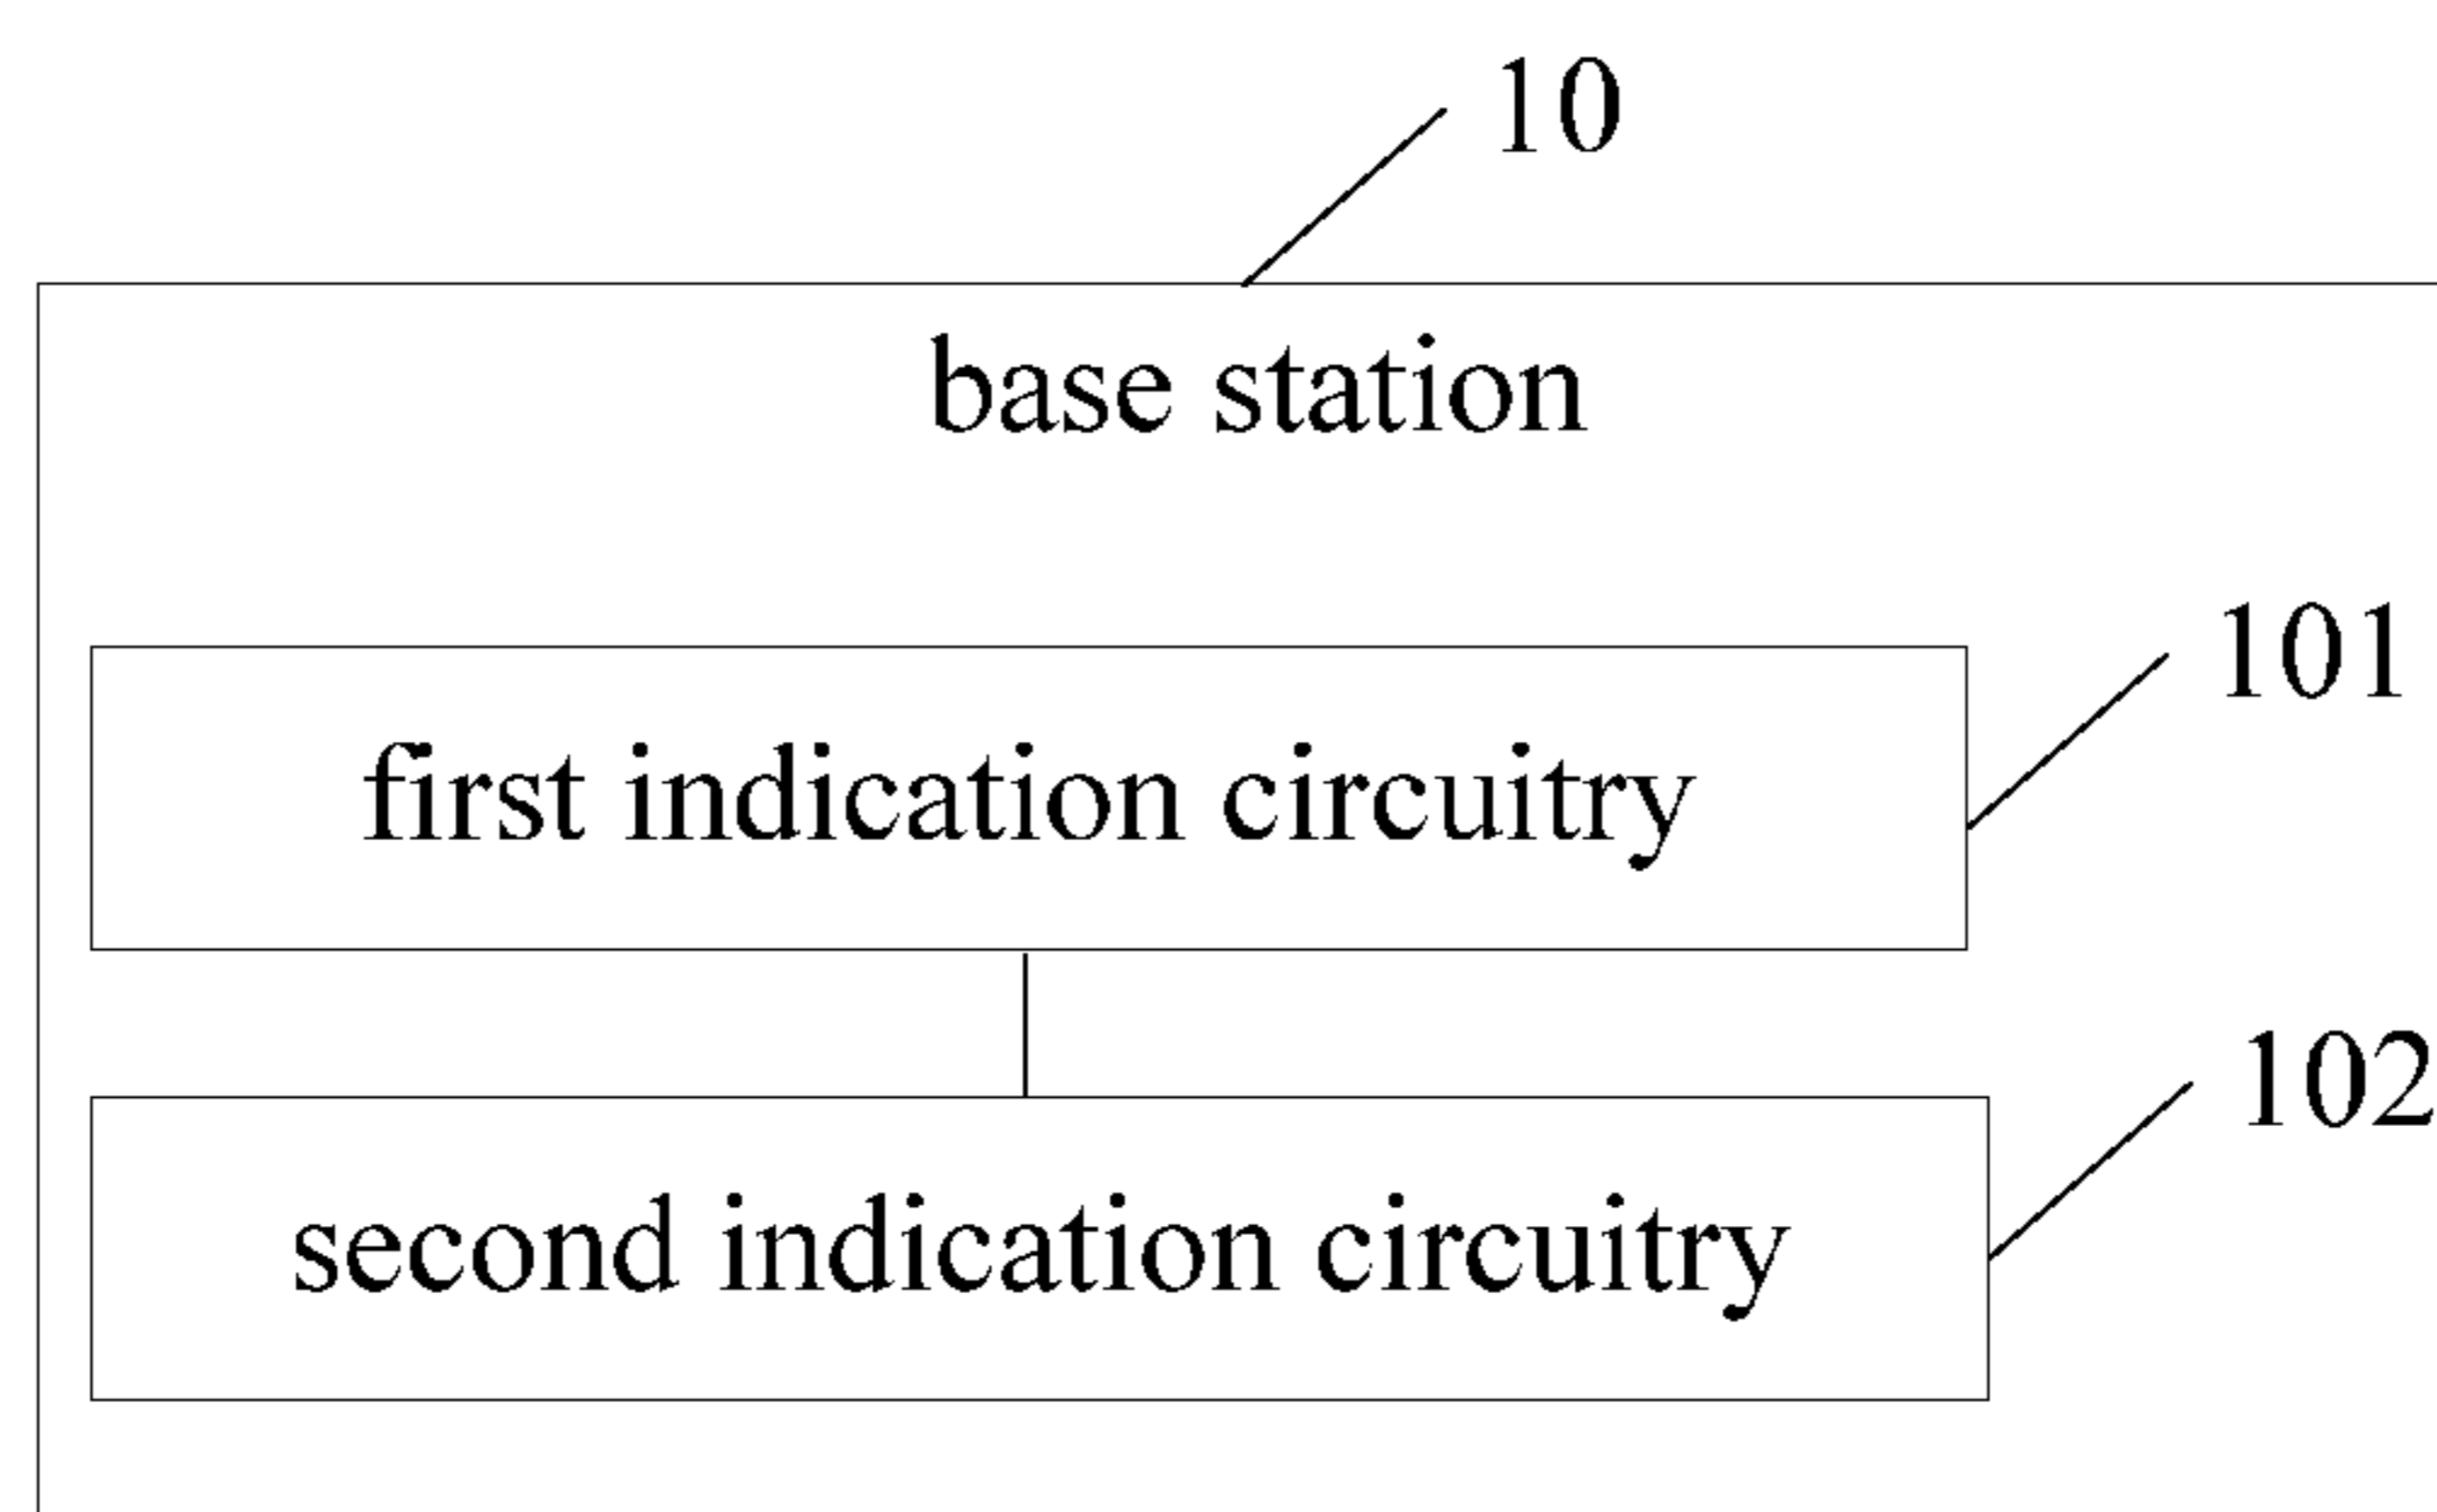 10
base station
101
first indication circuitry
102
second indication circuitry